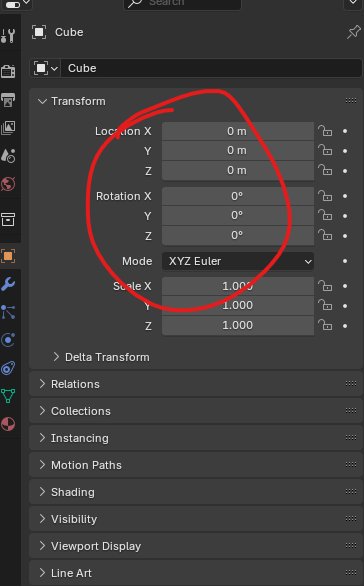 Search
Cube
Cube
Transform
Location X 0 m
Y 0 m
Z 0 m
Rotation X 0°
Y 0°
Z 0°
Mode XYZ Euler
Scale X 1.000
Y 1.000
Z 1.000
Delta Transform
Relations
Collections
Instancing
Motion Paths
Shading
Visibility
Viewport Display
Line Art